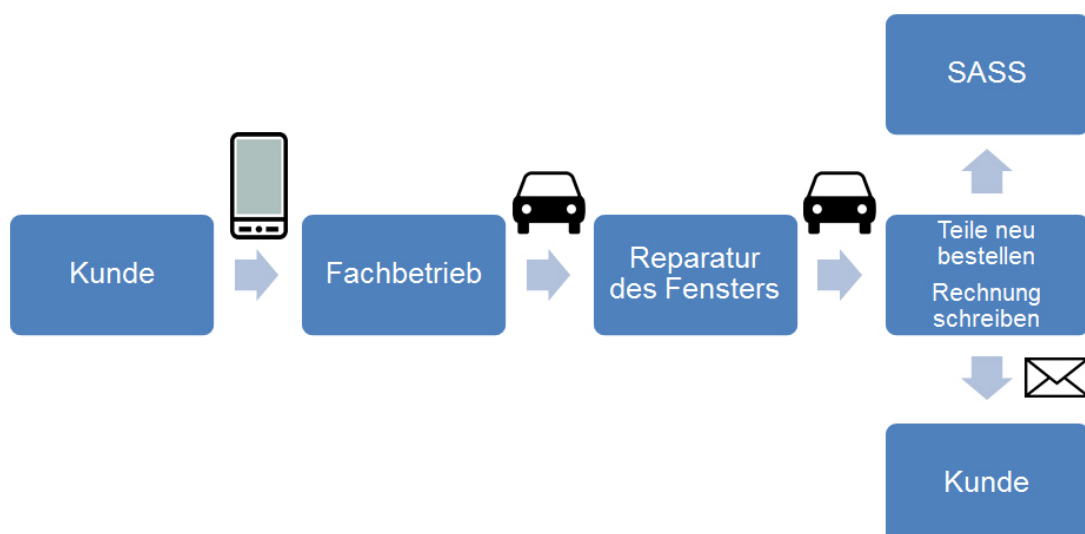 SASS
Kunde
Fachbetrieb
Reparatur
des Fensters
Teile neu
bestellen
Rechnung
schreiben
Kunde